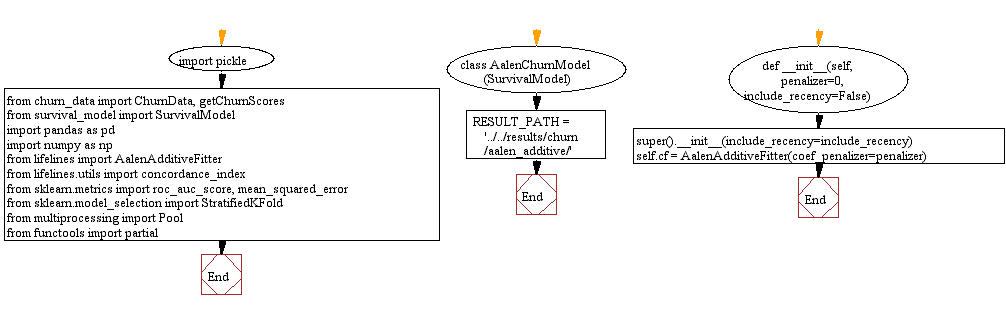 import pickle
from churn_data import ChurnData, getChurnScores
from survival_model import SurvivalModel
import pandas as pd
import numpy as np
from lifelines import AalenAdditiveFitter
from lifelines.utils import concordance_index
from sklearn.metrics import roc_auc_score, mean_squared_error
from sklearn.model_selection import StratifiedKFold
from multiprocessing import Pool
from functools import partial
End
class AalenChurnModel
(SurvivalModel)
RESULT_PATH =
'../../results/churn
/aalen_additive/'
End
def __init__(self,
penalizer=0,
include_recency=False)
super().__init__(include_recency=include_recency)
self.cf = AalenAdditiveFitter(coef_penalizer=penalizer)
End